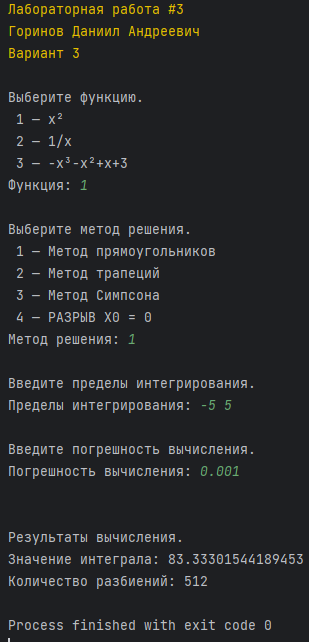 Лабораторная работа #3
Горинов Даниил Андреевич
Вариант 3
Выберите функцию.
1 — x²
2 — 1/x
3 — -x³-x²+x+3
Функция: 1
Выберите метод решения.
1 — Метод прямоугольников
2 — Метод трапеций
3 — Метод Симпсона
4 — РАЗРЫВ X0 = 0
Метод решения: 1
Введите пределы интегрирования.
Пределы интегрирования: -5 5
Введите погрешность вычисления.
Погрешность вычисления: 0.001
Результаты вычисления.
Значение интеграла: 83.33301544189453
Количество разбиений: 512
Process finished with exit code 0